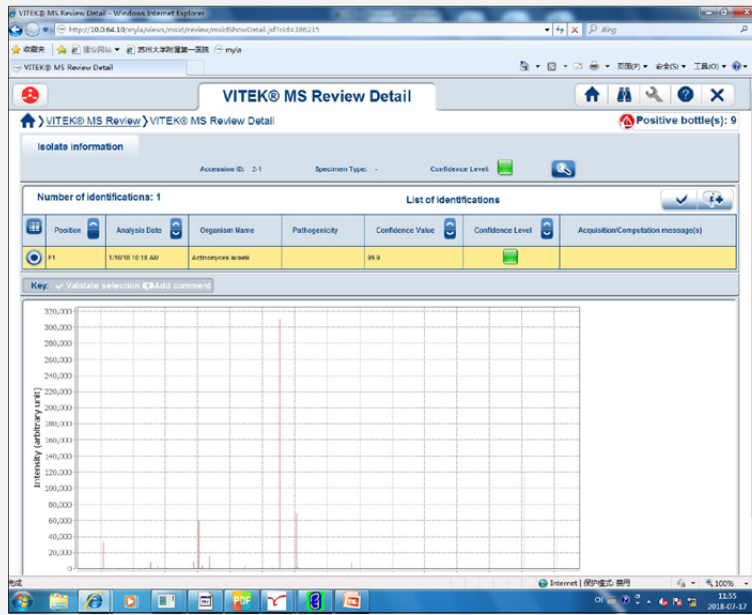 VITEK® MS Review Detail - Windows Internet Explorer
http://10.0.64.10/myla/views/msid/review/msidShowDetail.jsf?cid=186215
Bing
收藏夹 建议网站 苏州大学附属第一医院 myla
VITEK® MS Review Detail
页面(P) 安全(S) 工具(O)
VITEK® MS Review Detail
VITEK® MS Review VITEK® MS Review Detail
Positive bottle(s): 9
Isolate information
Accession ID: 2-1 Specimen Type: - Confidence Level:
Number of identifications: 1 List of identifications
Position Analysis Date Organism Name Pathogenicity Confidence Value Confidence Level Acquisition/Computation message(s)
F1 1/16/18 10:18 AM Actinomyces israelii 99.9
Key: Validate selection Add comment
320,000
300,000
280,000
260,000
240,000
220,000
200,000
180,000
160,000
140,000
120,000
100,000
80,000
60,000
40,000
20,000
0
Intensity (arbitrary unit)
完成 Internet | 保护模式: 禁用 100%
PDF
CH 11:55
2018-07-17